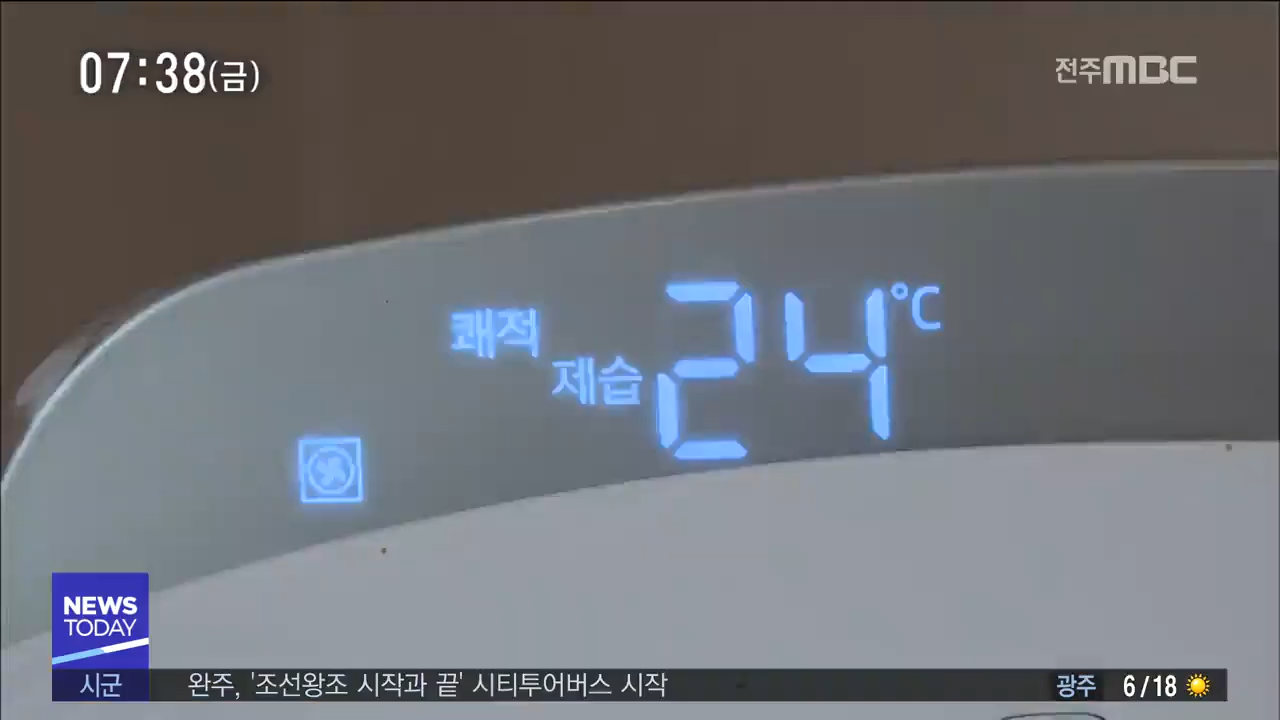 07:38(금)
전주MBC
쾌적
제습
24°C
NEWS
TODAY
시군
완주, '조선왕조 시작과 끝' 시티투어버스 시작
광주 6/18